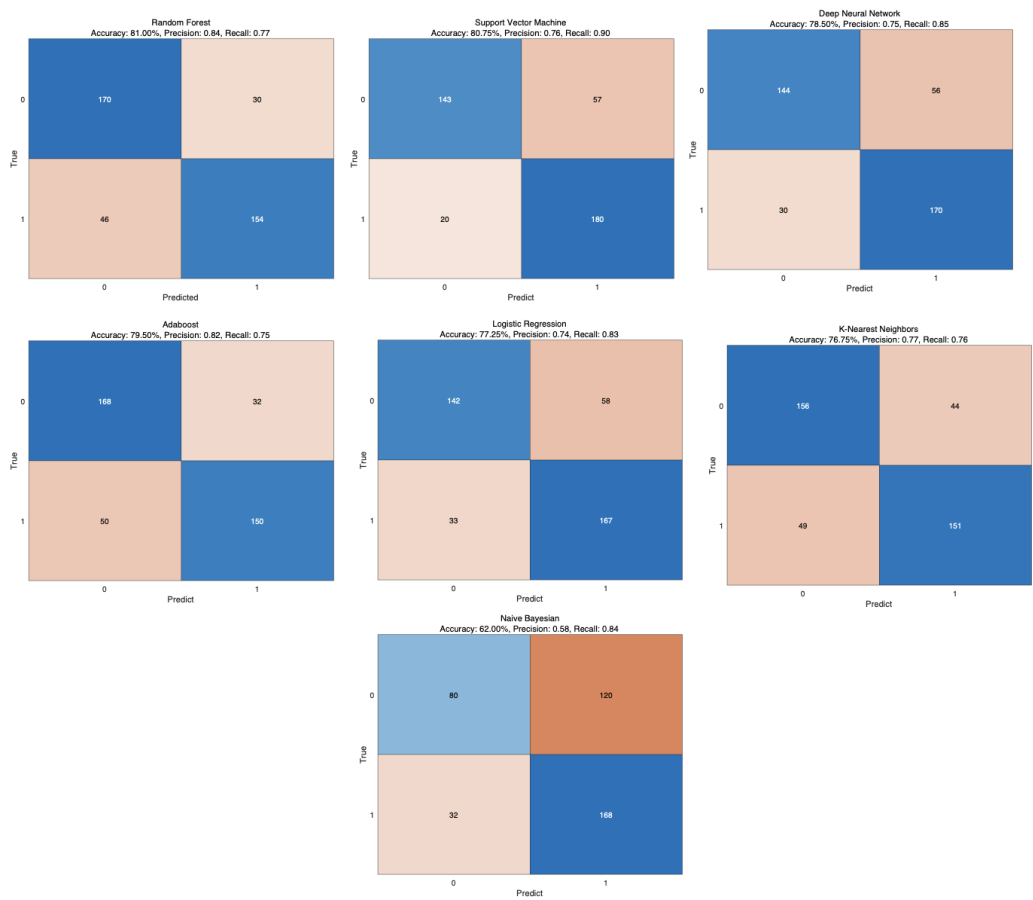 Random Forest
Accuracy: 81.00%, Precision: 0.84, Recall: 0.77
0
170
30
True
1
46
154
0
1
Predicted
Support Vector Machine
Accuracy: 80.75%, Precision: 0.76, Recall: 0.90
0
143
57
True
1
20
180
0
1
Predict
Deep Neural Network
Accuracy: 78.50%, Precision: 0.75, Recall: 0.85
0
144
56
True
1
30
170
0
1
Predict
Adaboost
Accuracy: 79.50%, Precision: 0.82, Recall: 0.75
0
168
32
True
1
50
150
0
1
Predict
Logistic Regression
Accuracy: 77.25%, Precision: 0.74, Recall: 0.83
0
142
58
True
1
33
167
0
1
Predict
K-Nearest Neighbors
Accuracy: 76.75%, Precision: 0.77, Recall: 0.76
0
156
44
True
1
49
151
0
1
Predict
Naive Bayesian
Accuracy: 62.00%, Precision: 0.58, Recall: 0.84
0
80
120
True
1
32
168
0
1
Predict